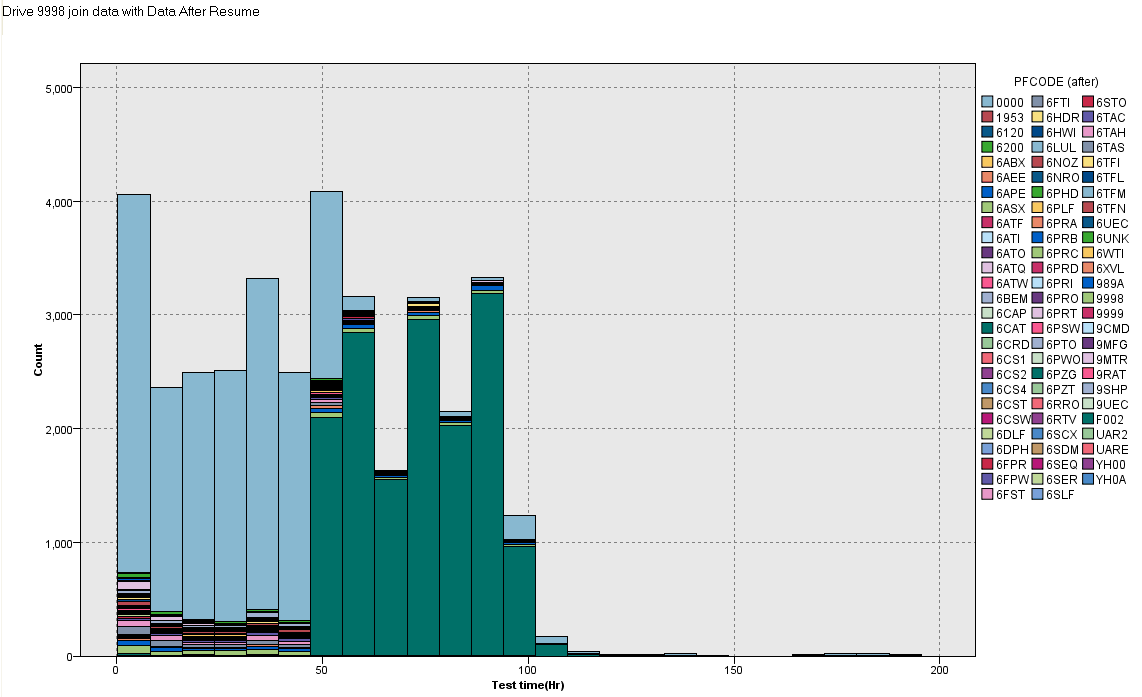 Drive 9998 join data with Data After Resume
5,000
4,000
3,000
2,000
1,000
0
Count
0 50 100 150 200
Test time(Hr)
PFCODE (after)
0000 6FTI 6STO
1953 6HDR 6TAC
6120 6HWI 6TAH
6200 6LUL 6TAS
6ABX 6NOZ 6TFI
6AEE 6NRO 6TFL
6APE 6PHD 6TFM
6ASX 6PLF 6TFN
6ATF 6PRA 6UEC
6ATI 6PRB 6UNK
6ATO 6PRC 6WTI
6ATQ 6PRD 6XVL
6ATW 6PRI 989A
6BEM 6PRO 9998
6CAP 6PRT 9999
6CAT 6PSW 9CMD
6CRD 6PTO 9MFG
6CS1 6PWO 9MTR
6CS2 6PZG 9RAT
6CS4 6PZT 9SHP
6CST 6RRO 9UEC
6CSW 6RTV F002
6DLF 6SCX UAR2
6DPH 6SDM UARE
6FPR 6SEQ YH00
6FPW 6SER YH0A
6FST 6SLF